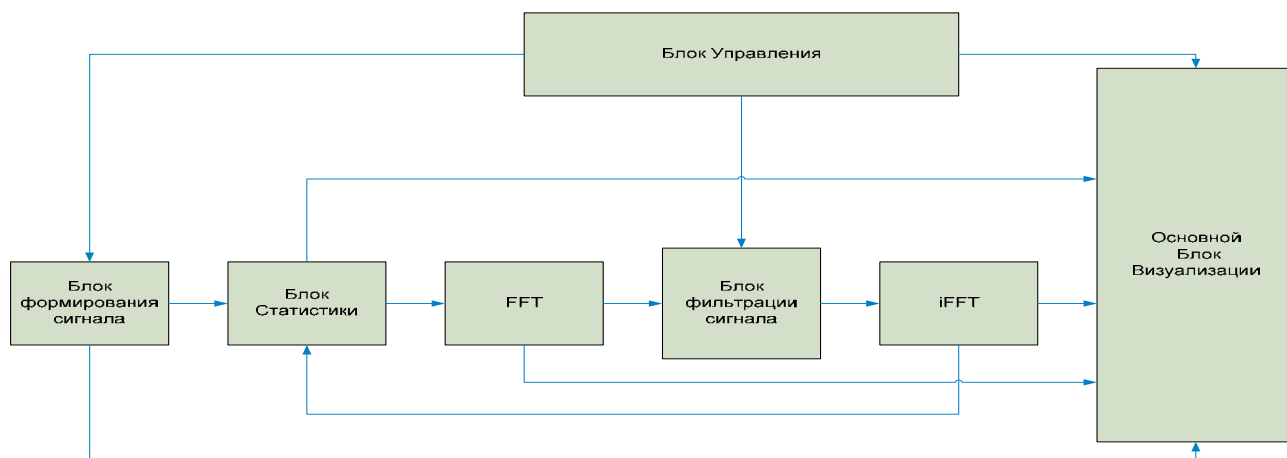 Блок Управления
Основной
Блок
Визуализации
Блок
формирования
сигнала
Блок
Статистики
FFT
Блок
фильтрации
сигнала
iFFT